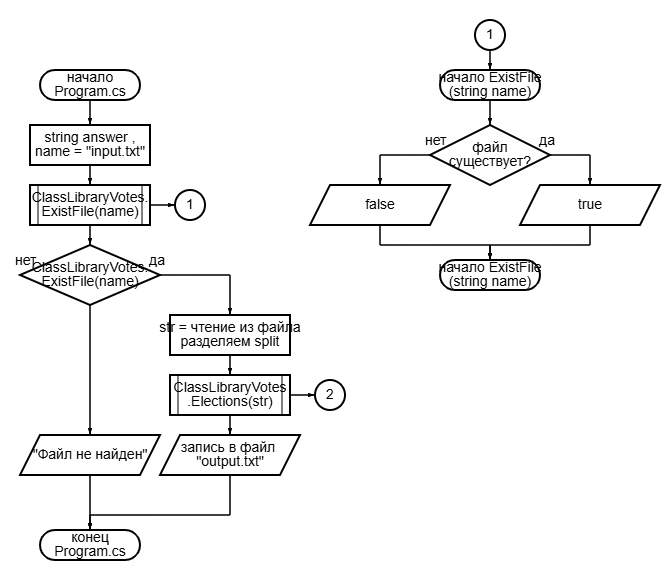 начало
Program.cs
string answer ,
name = "input.txt"
ClassLibraryVotes.
ExistFile(name)
1
нет
ClassLibraryVotes.
ExistFile(name)
да
str = чтение из файла
разделяем split
ClassLibraryVotes
.Elections(str)
2
"Файл не найден"
запись в файл
"output.txt"
конец
Program.cs
1
начало ExistFile
(string name)
нет
файл
существует?
да
false
true
начало ExistFile
(string name)